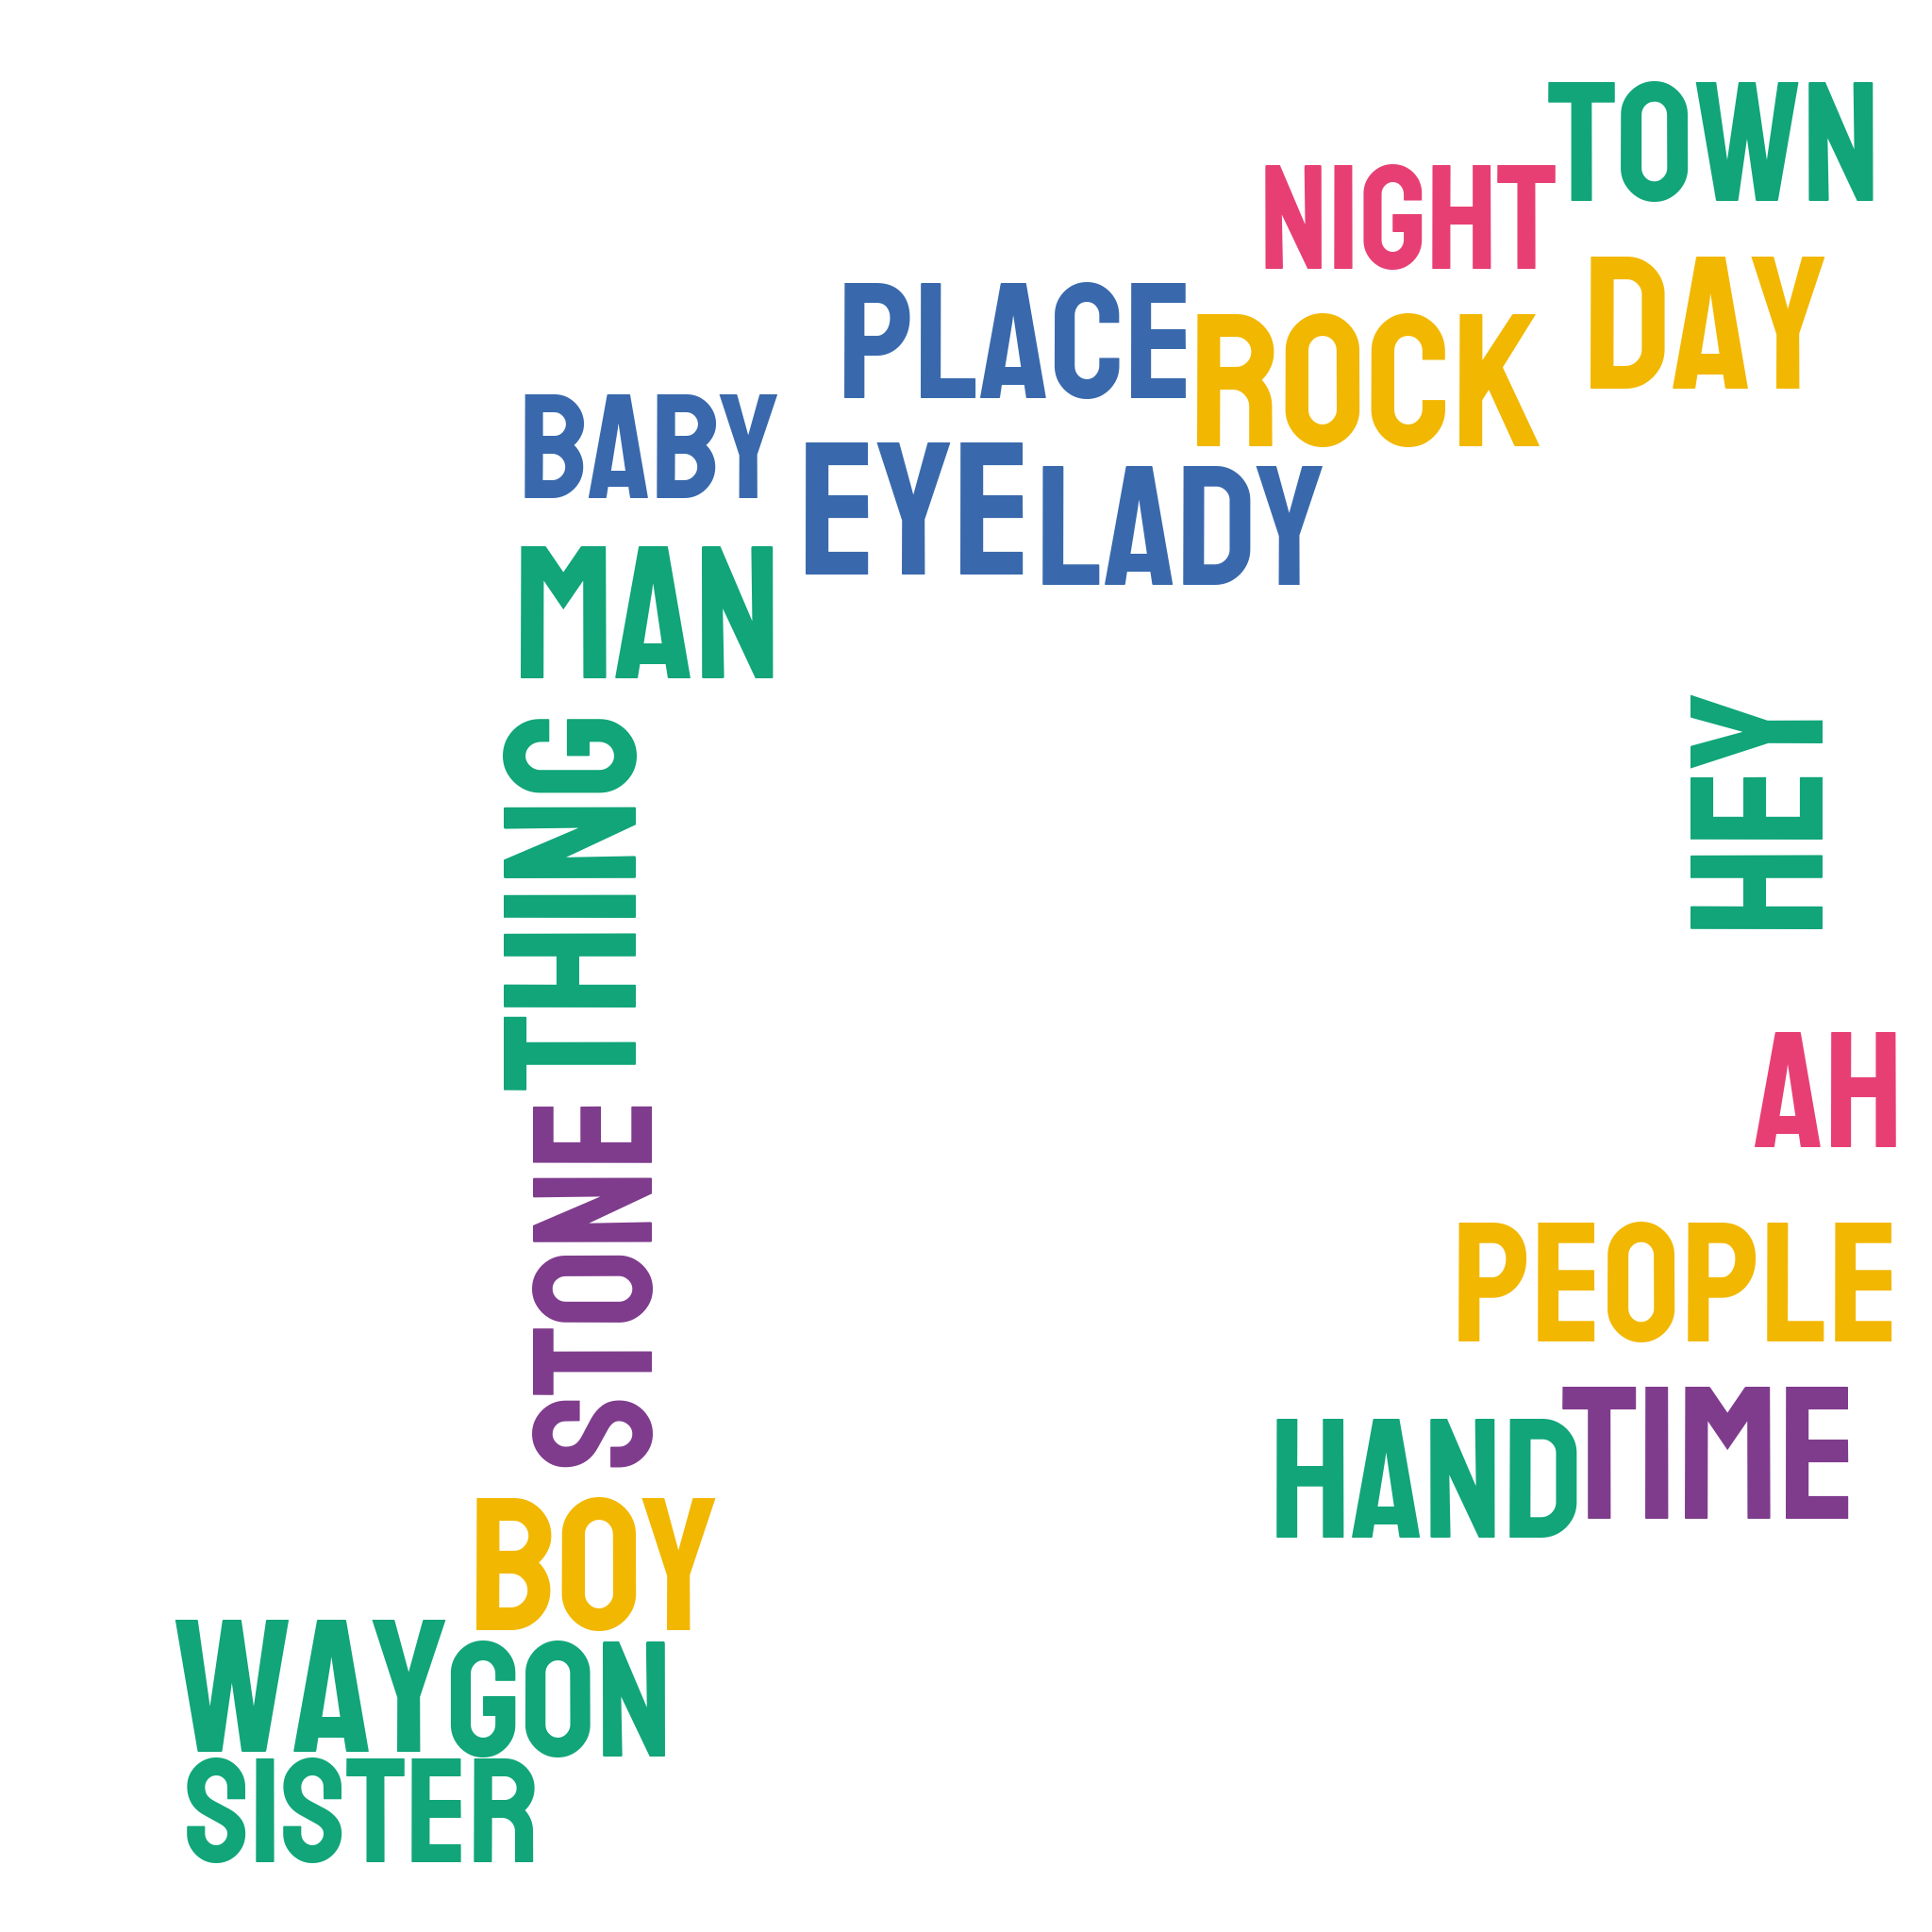 TOWN
NIGHT
DAY
PLACE
ROCK
BABY
EYE
LADY
MAN
THING
HEY
AH
STONE
PEOPLE
TIME
HAND
BOY
WAY
GON
SISTER